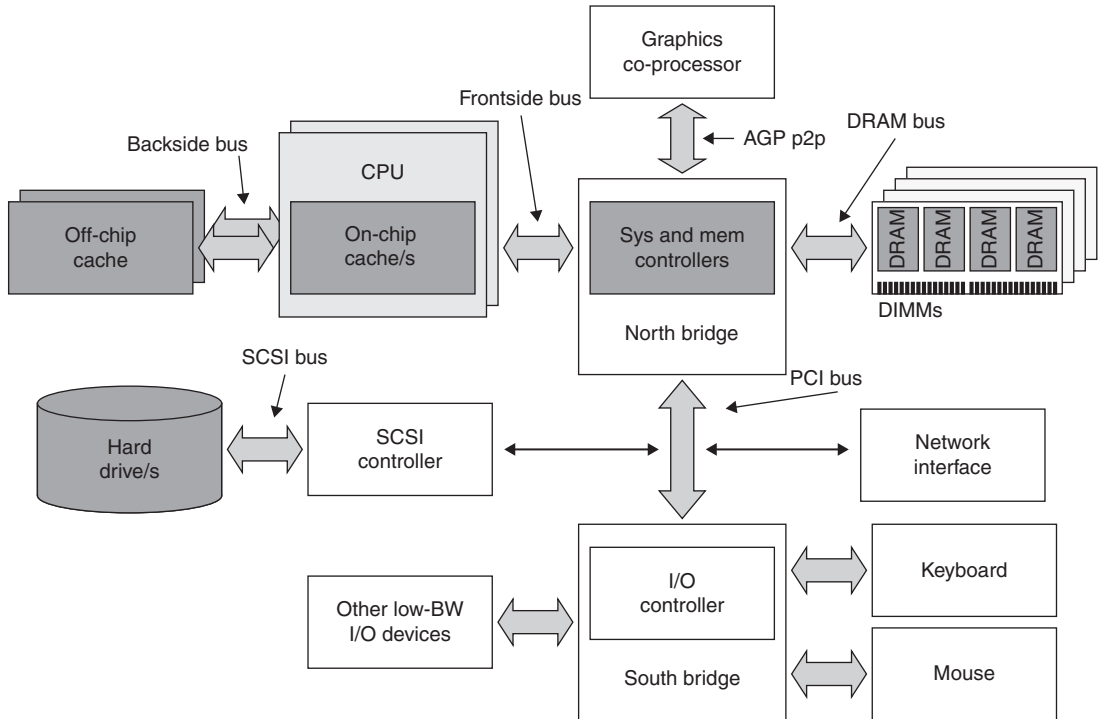 Graphics
co-processor
Frontside bus
Backside bus
AGP p2p
DRAM bus
CPU
Off-chip
cache
On-chip
cache/s
Sys and mem
controllers
DRAM
DRAM
DRAM
DRAM
DIMMs
North bridge
SCSI bus
PCI bus
Hard
drive/s
SCSI
controller
Network
interface
Other low-BW
I/O devices
I/O
controller
South bridge
Keyboard
Mouse